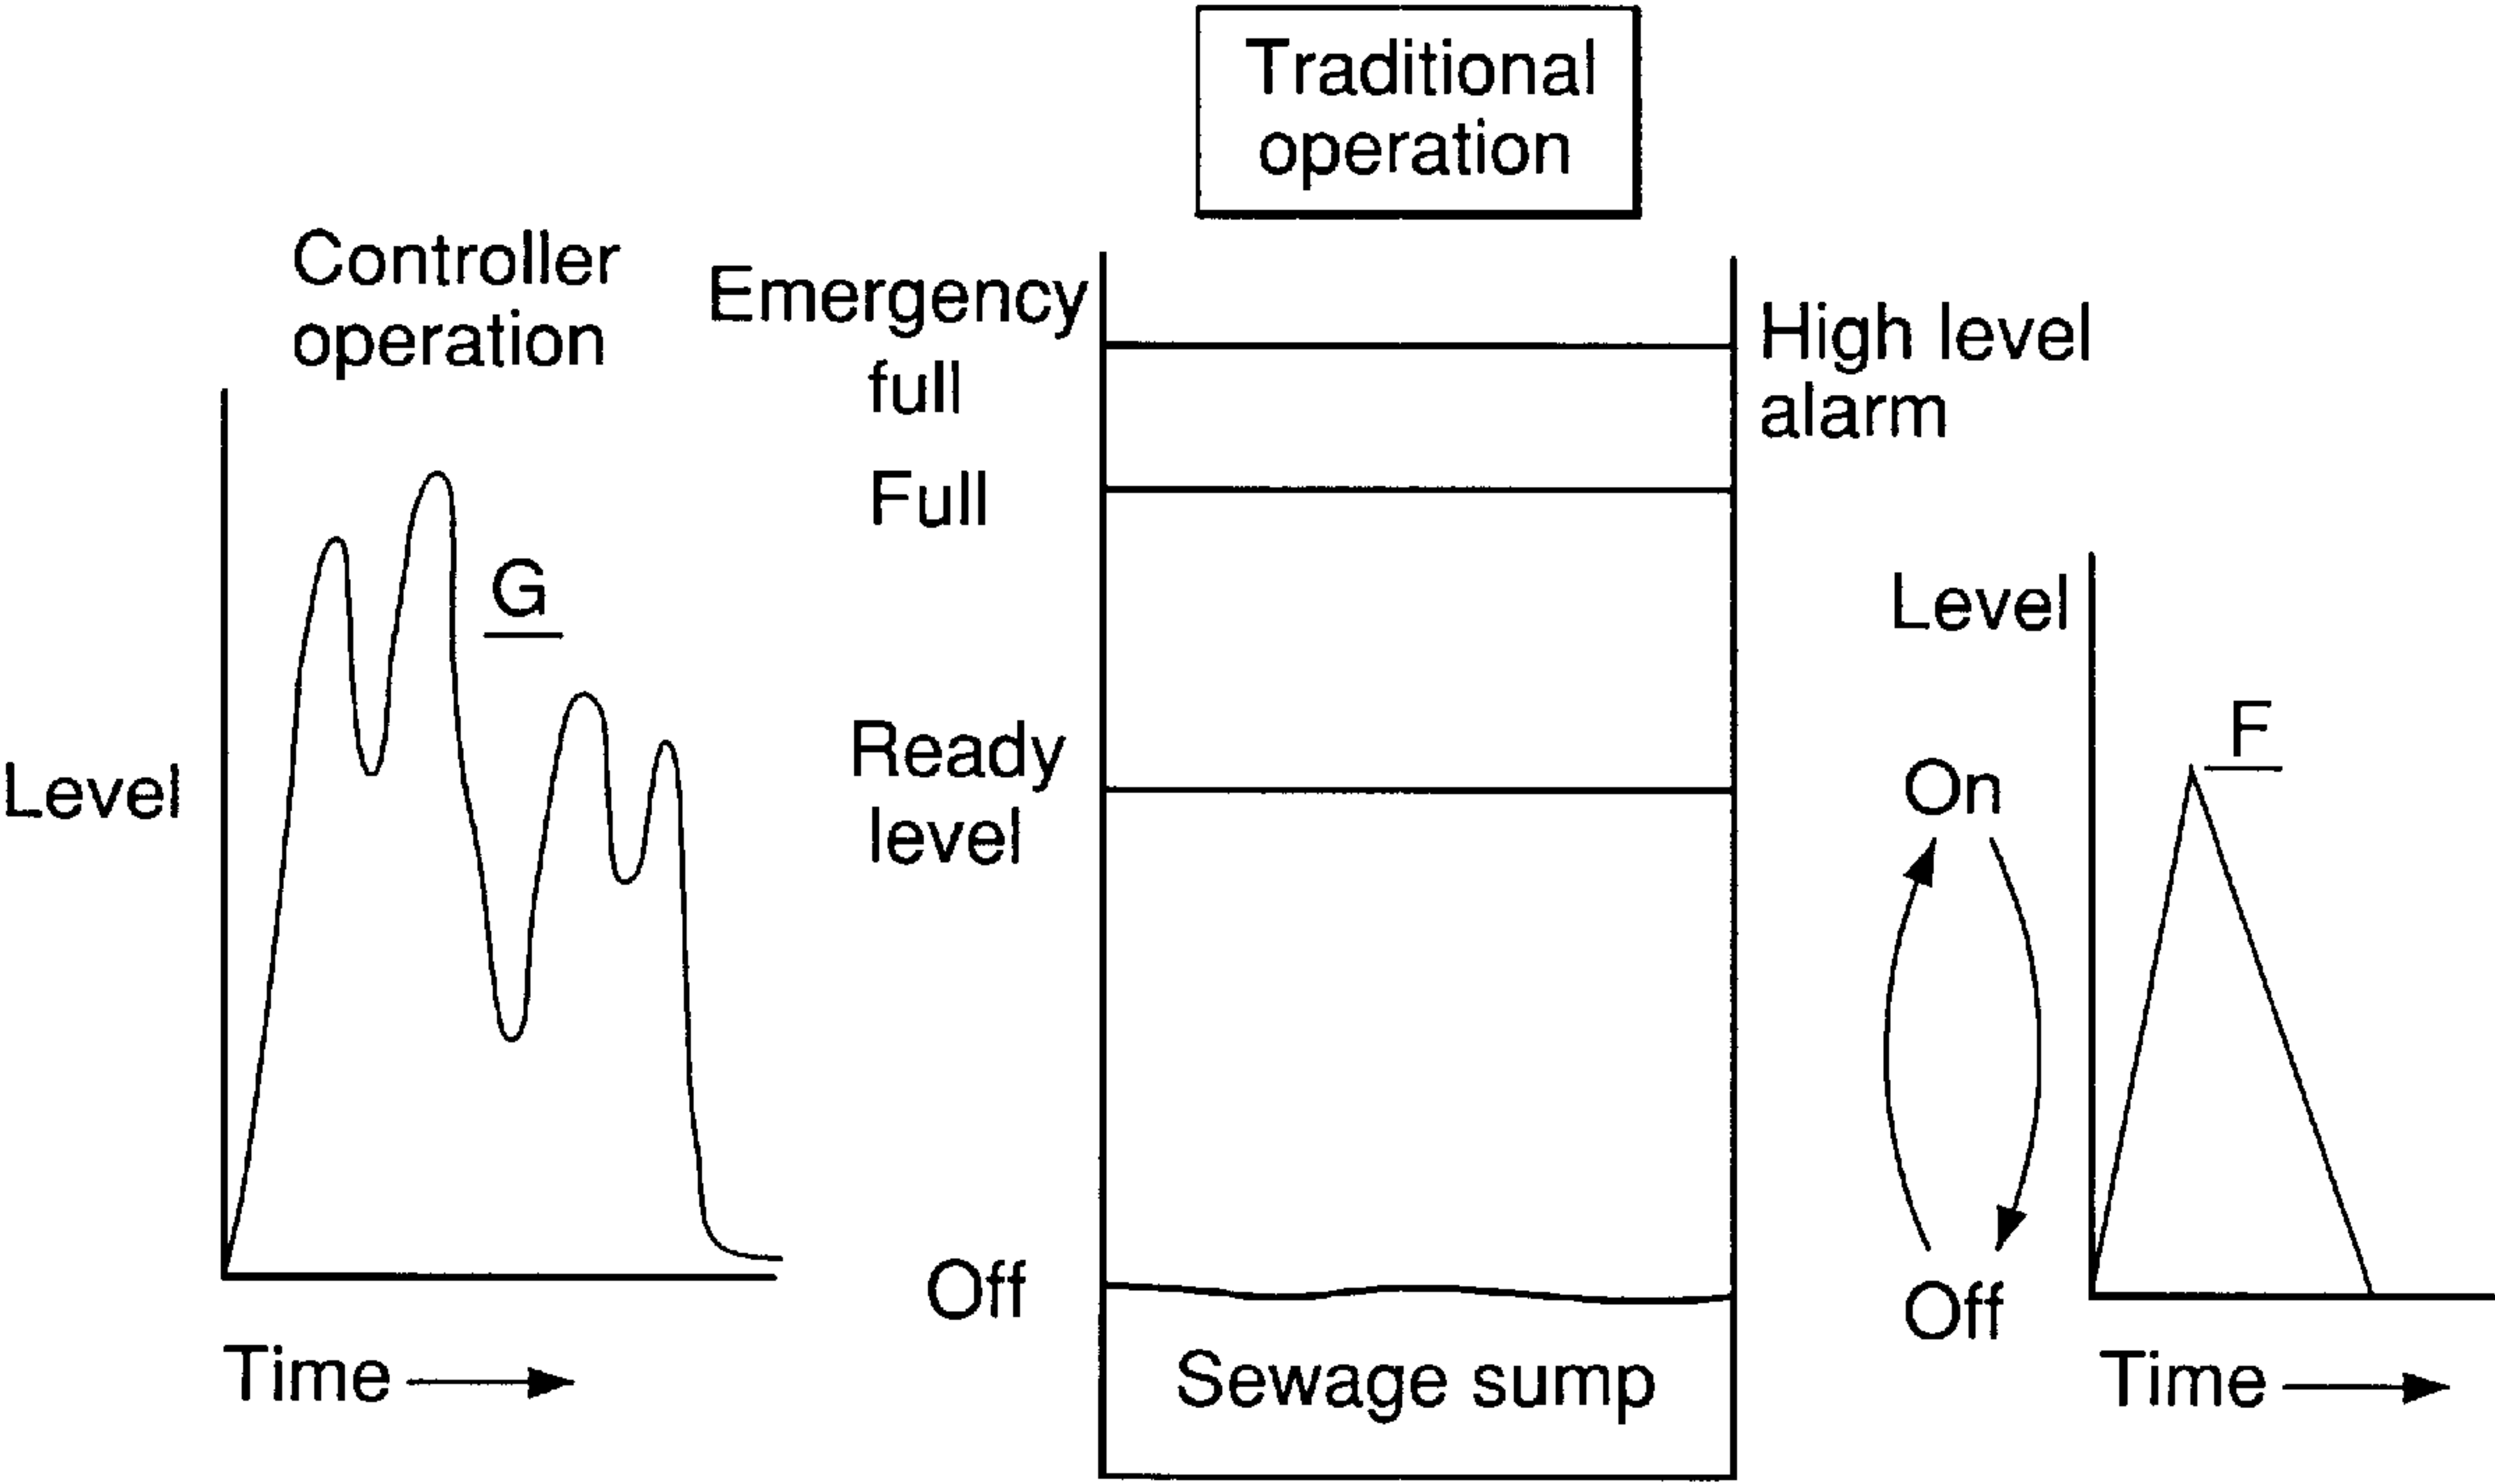 Traditional
operation
Controller
operation
Level
G
Time
Emergency
full
Full
Ready
level
Off
Sewage sump
High level
alarm
Level
On
Off
F
Time